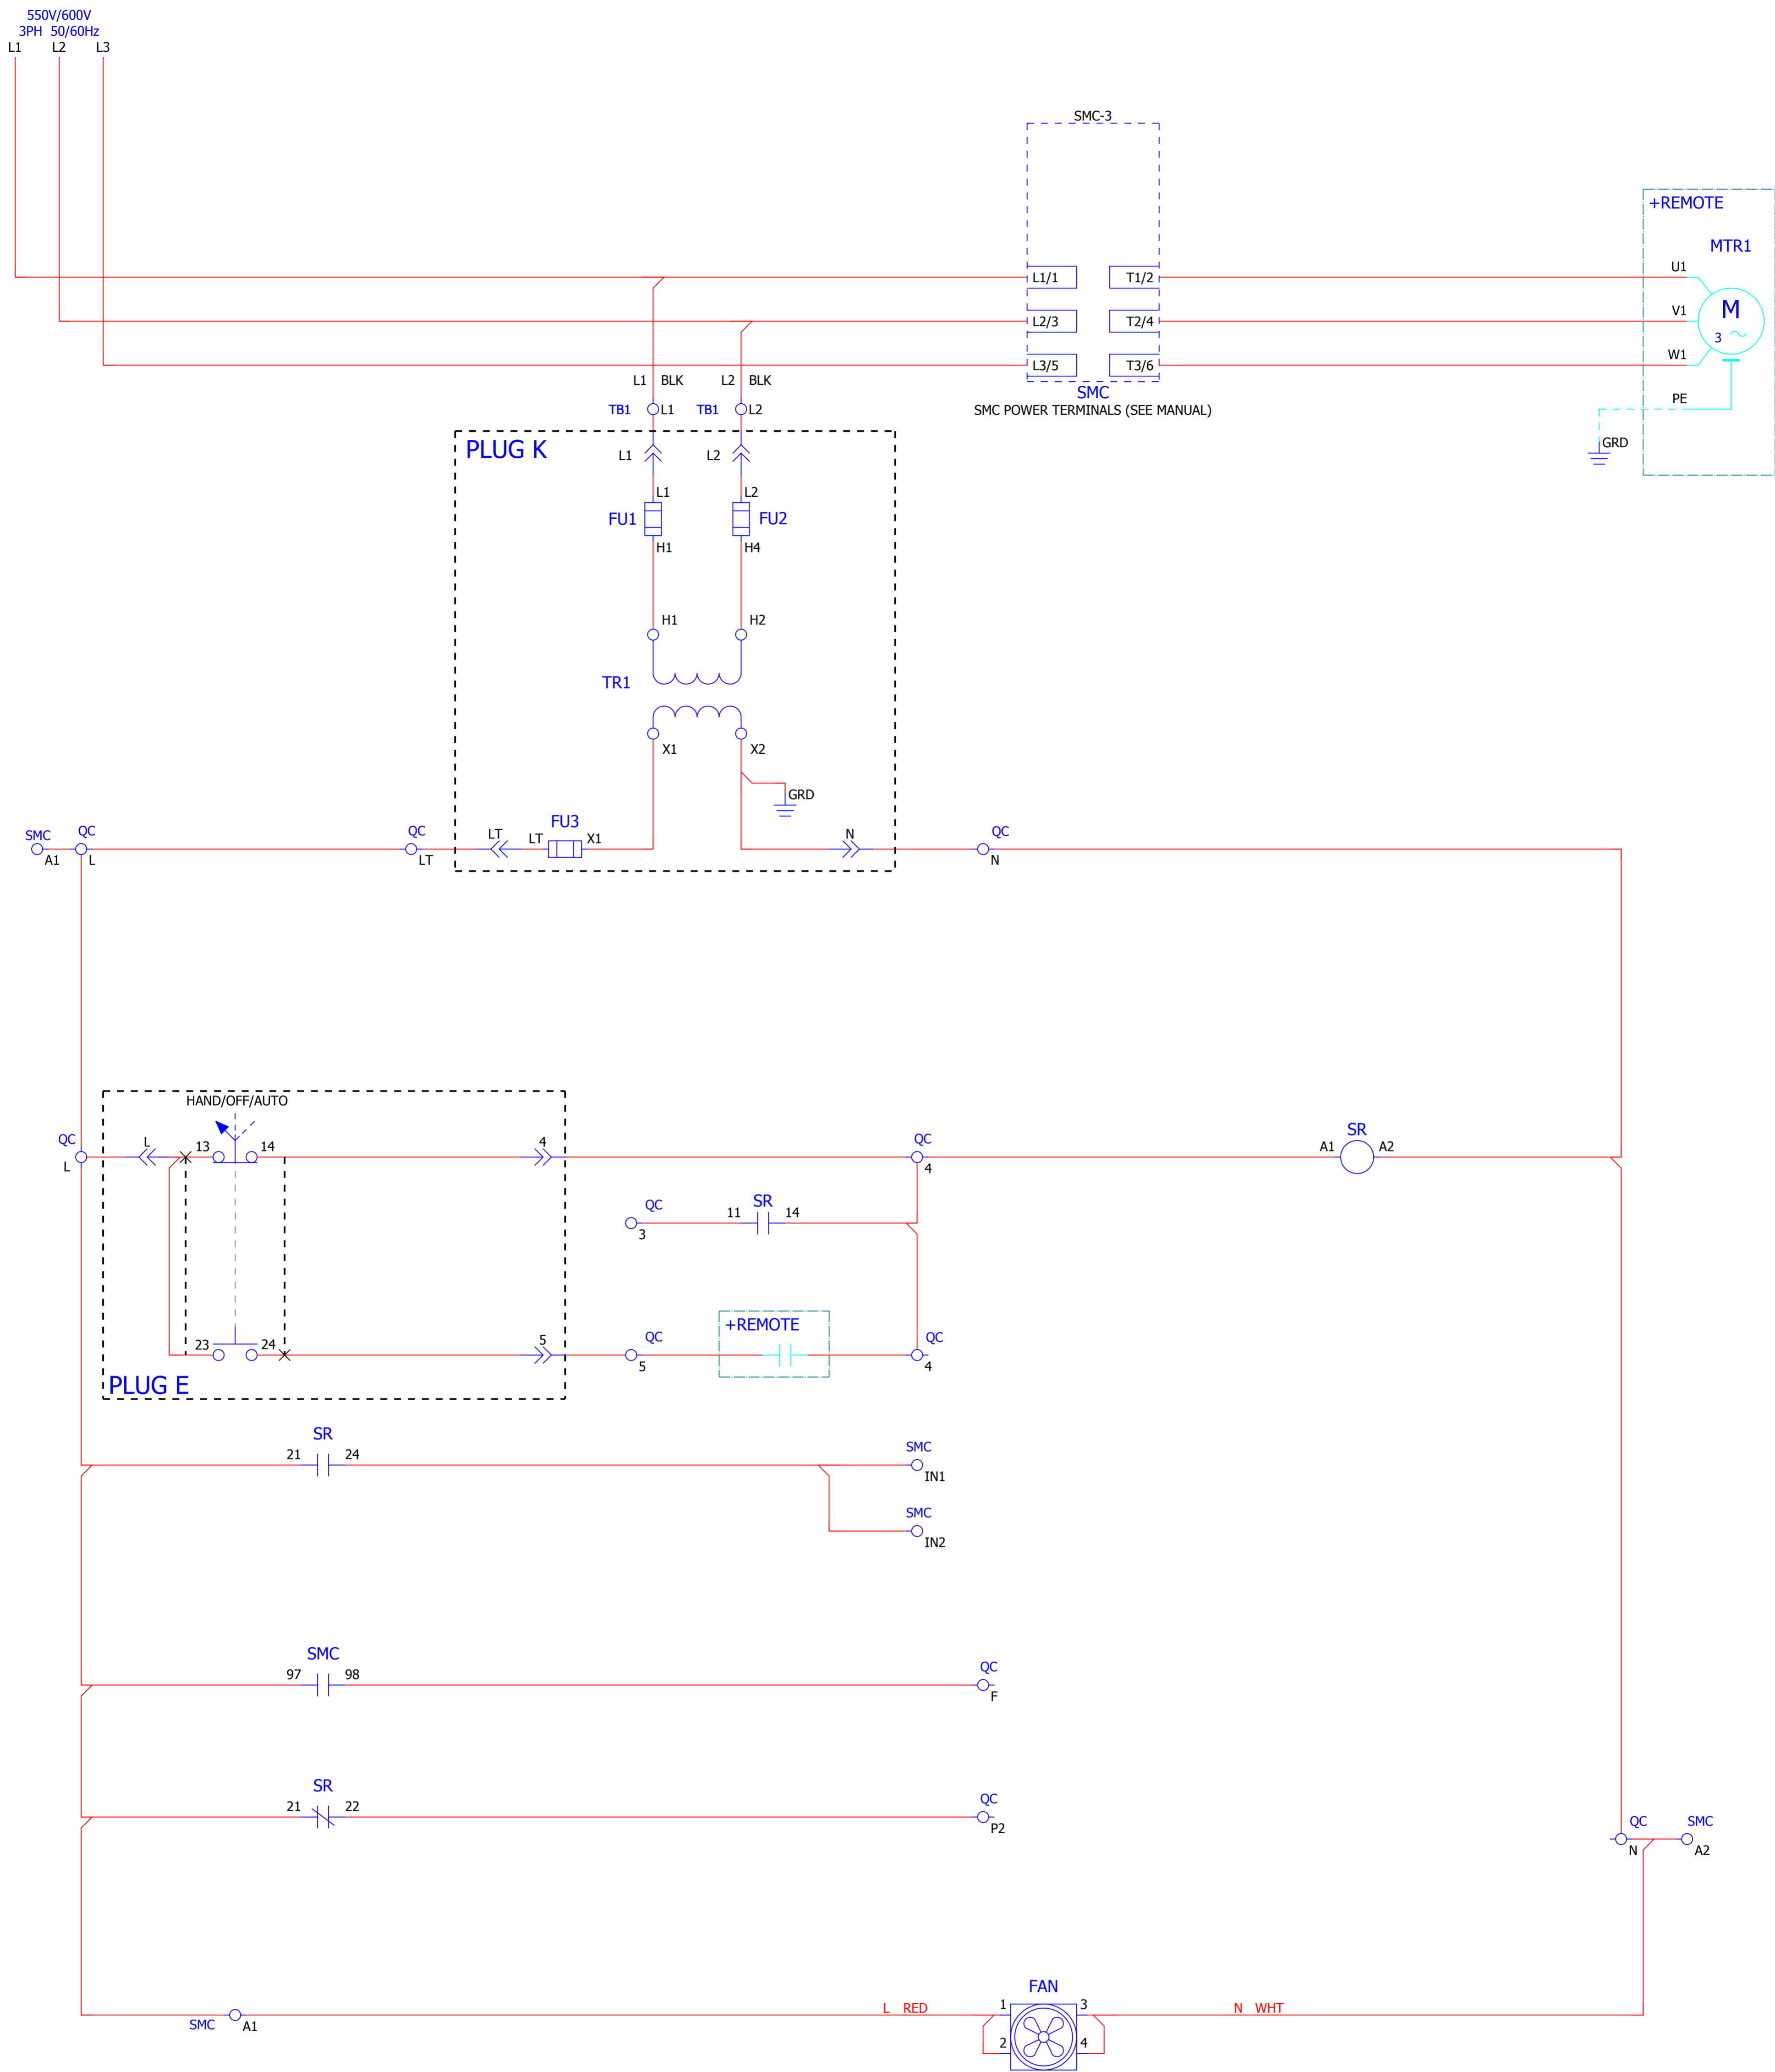 550V/600V
3PH 50/60Hz
L1 L2 L3
SMC-3
+REMOTE
MTR1
L1/1 T1/2 U1
L2/3 T2/4 V1
M
3
L3/5 T3/6 W1
L1 BLK L2 BLK
SMC
PE
TB1 L1 TB1 L2
SMC POWER TERMINALS (SEE MANUAL)
GRD
PLUG K
L1 L2
L1 L2
FU1 FU2
H1 H4
H1 H2
TR1
X1 X2
GRD
FU3
SMC QC QC LT LT X1 N QC
A1 L LT N
HAND/OFF/AUTO
QC L 13 14 4 QC SR
A1 A2
L 4
QC SR
11 14
3
+REMOTE
23 24 5 QC QC
5 4
PLUG E
SR
21 24 SMC
IN1
SMC
IN2
SMC
97 98 QC
F
SR
21 22 QC
P2
QC SMC
N A2
FAN
SMC A1
L RED 1 3 N WHT
2 4